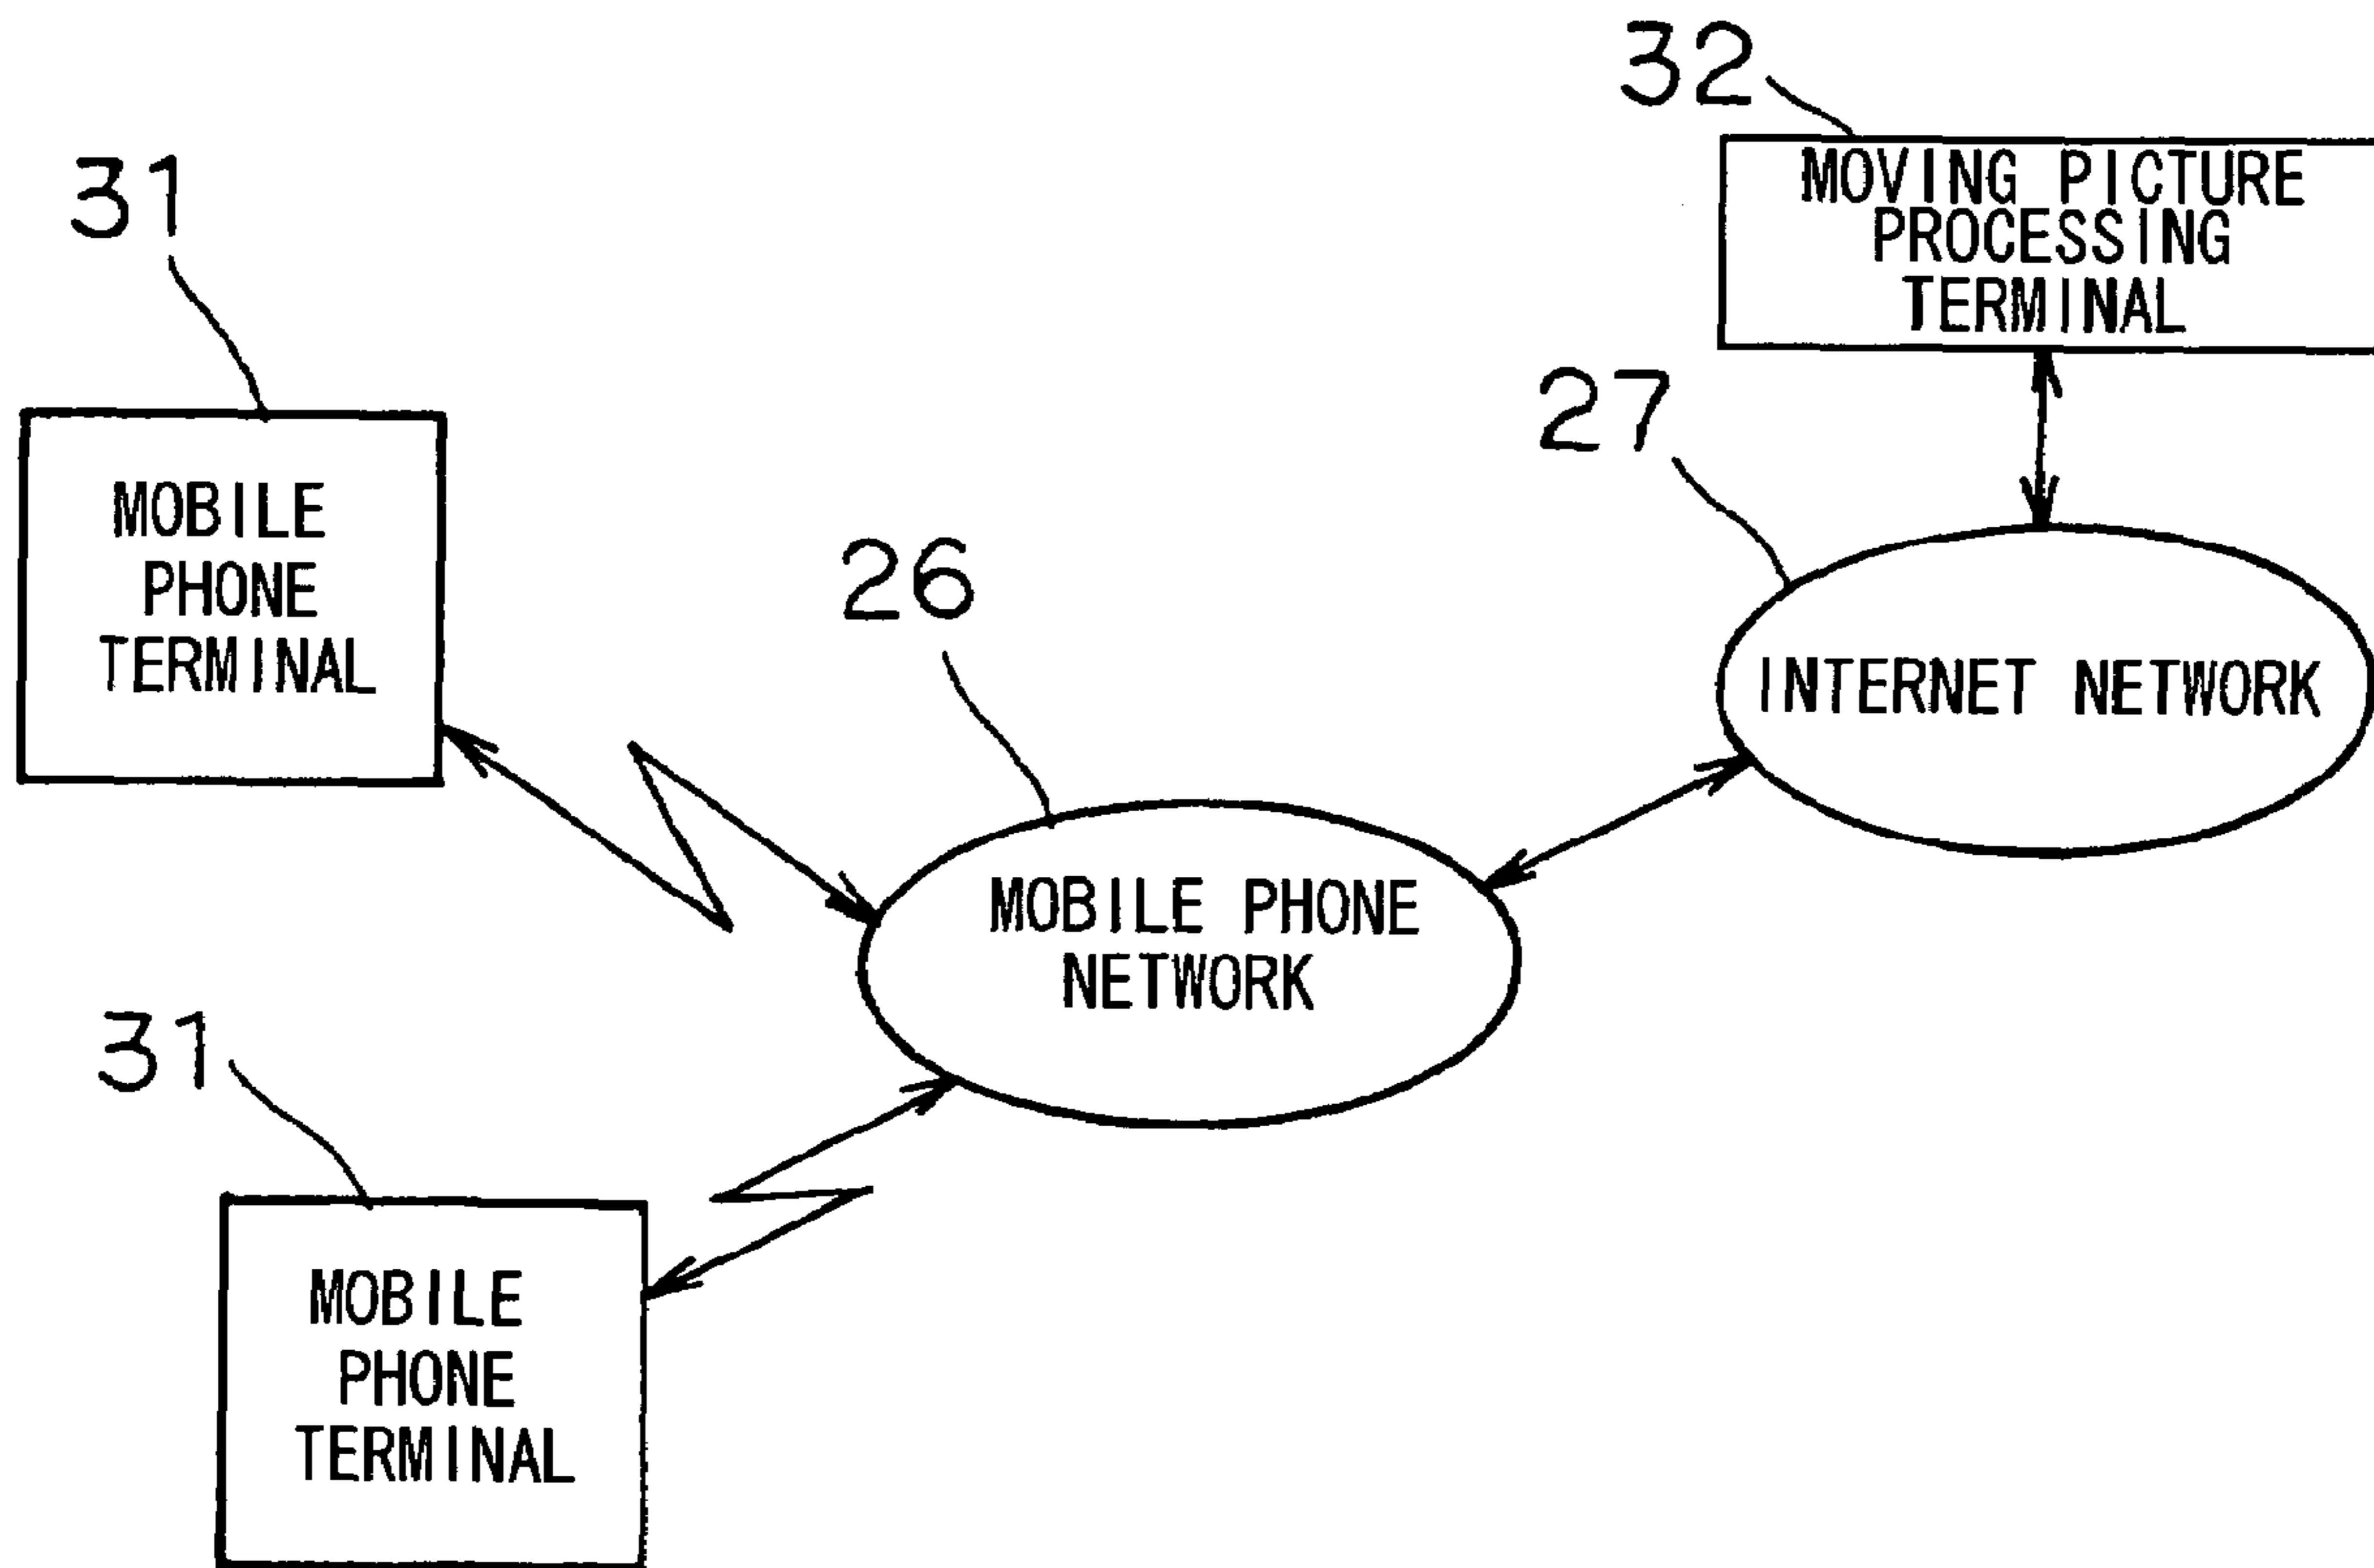 32
MOVING PICTURE
PROCESSING
TERMINAL
31
MOBILE
PHONE
TERMINAL
27
INTERNET NETWORK
26
MOBILE PHONE
NETWORK
31
MOBILE
PHONE
TERMINAL